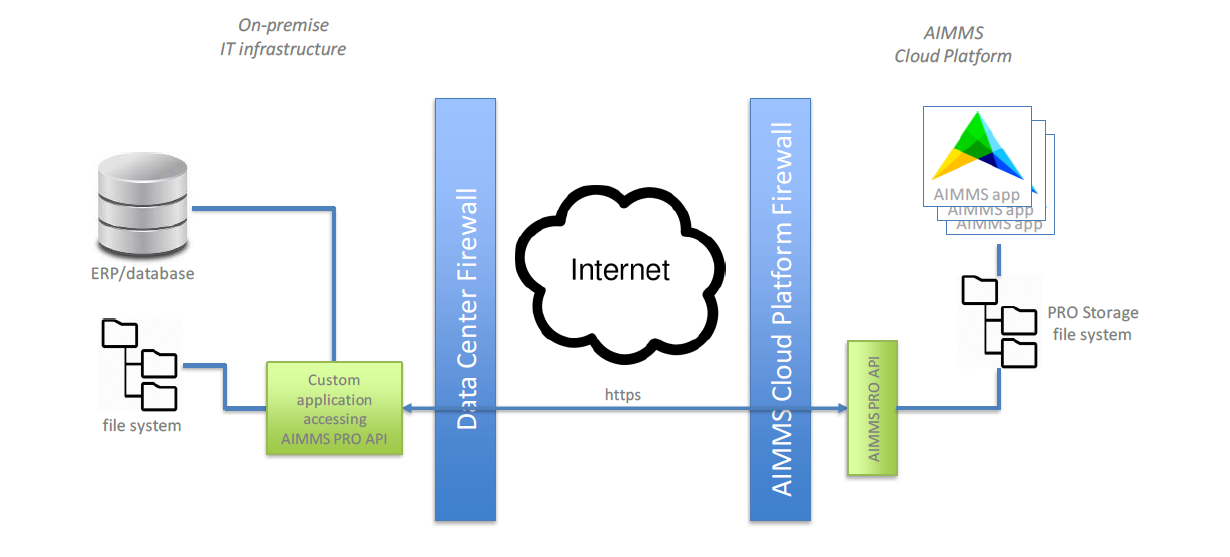 On-premise
IT infrastructure
AIMMS
Cloud Platform
ERP/database
file system
Custom
application
accessing
AIMMS PRO API
Data Center Firewall
Internet
https
AIMMS Cloud Platform Firewall
AIMMS PRO API
AIMMS app
AIMMS app
AIMMS app
PRO Storage
file system